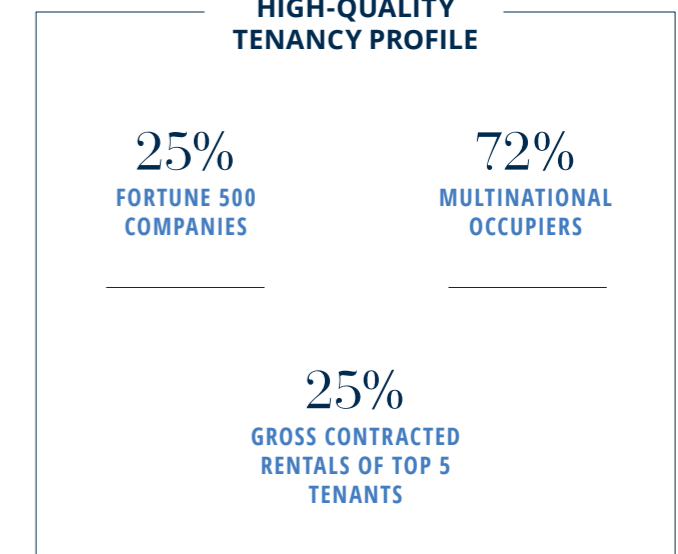 HIGH-QUALITY
TENANCY PROFILE
25%
FORTUNE 500
COMPANIES
72%
MULTINATIONAL
OCCUPIERS
25%
GROSS CONTRACTED
RENTALS OF TOP 5
TENANTS